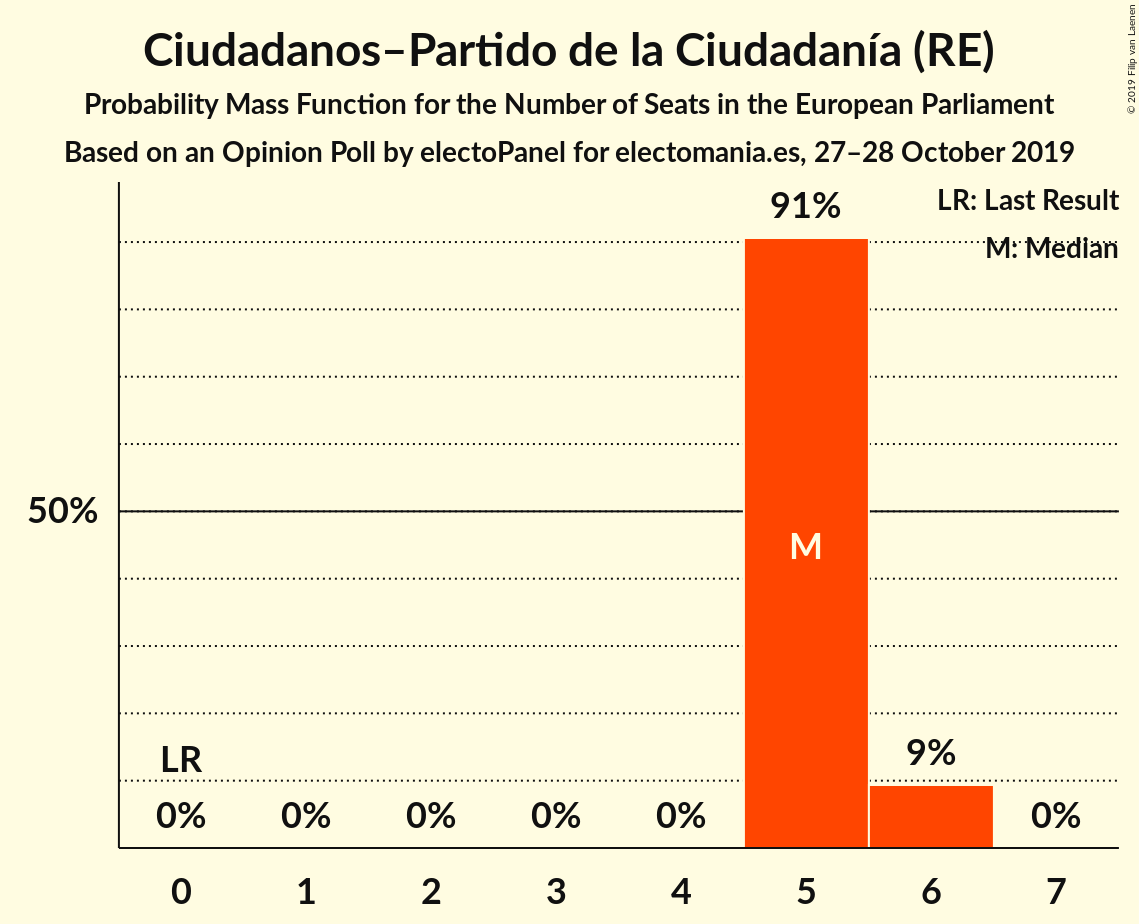 Ciudadanos–Partido de la Ciudadanía (RE)
Probability Mass Function for the Number of Seats in the European Parliament
Based on an Opinion Poll by electoPanel for electomania.es, 27–28 October 2019
© 2019 Filip van Laenen
LR: Last Result
M: Median
91%
50%
M
LR
9%
0% 0% 0% 0% 0% 0%
0 1 2 3 4 5 6 7